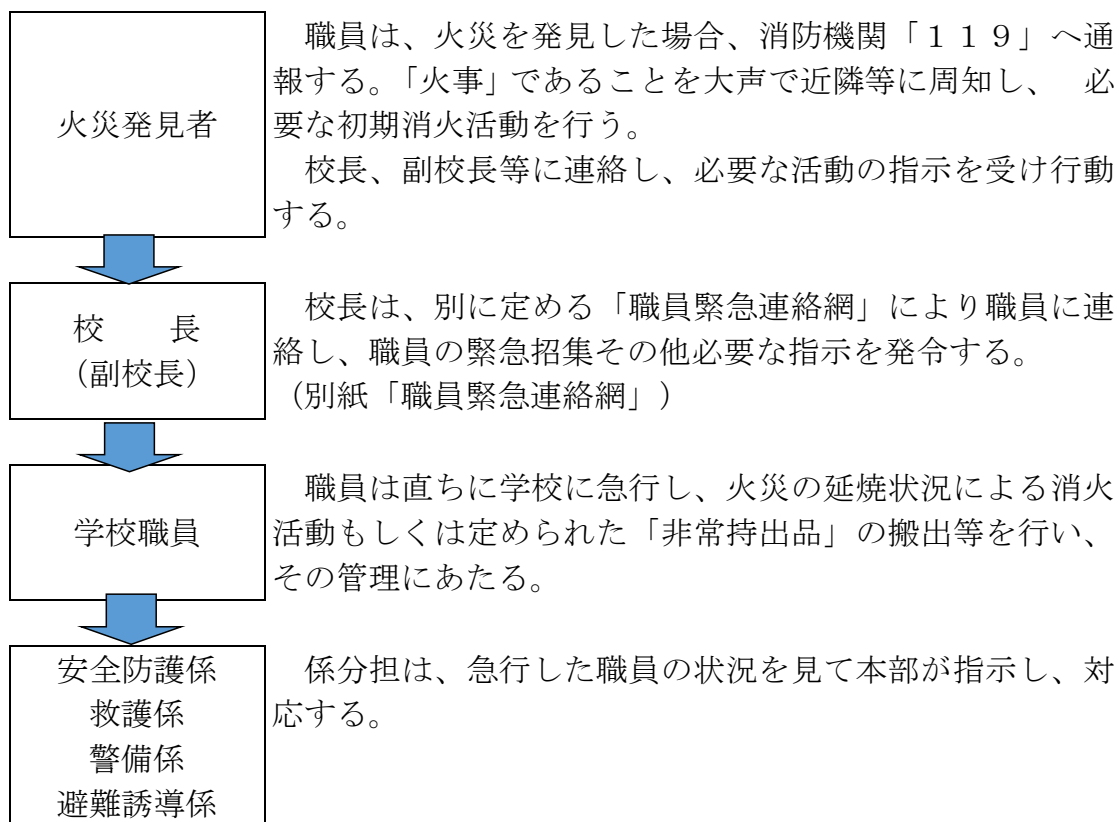 火災発見者
職員は、火災を発見した場合、消防機関「１１９」へ通
報する。「火事」であることを大声で近隣等に周知し、　必
要な初期消火活動を行う。
校長、副校長等に連絡し、必要な活動の指示を受け行動
する。
校　　長
（副校長）
校長は、別に定める「職員緊急連絡網」により職員に連
絡し、職員の緊急招集その他必要な指示を発令する。
（別紙「職員緊急連絡網」）
学校職員
職員は直ちに学校に急行し、火災の延焼状況による消火
活動もしくは定められた「非常持出品」の搬出等を行い、
その管理にあたる。
安全防護係
救護係
警備係
避難誘導係
係分担は、急行した職員の状況を見て本部が指示し、対
応する。